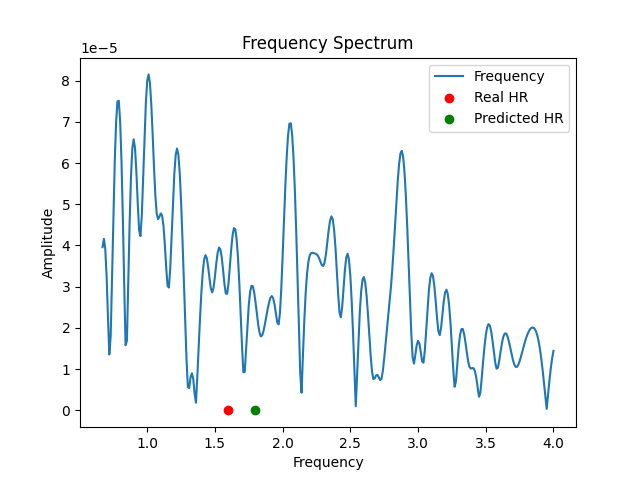 Frequency Spectrum
1e−5
Frequency
Real HR
Predicted HR
8
7
6
5
4
3
2
1
0
Amplitude
1.0 1.5 2.0 2.5 3.0 3.5 4.0
Frequency